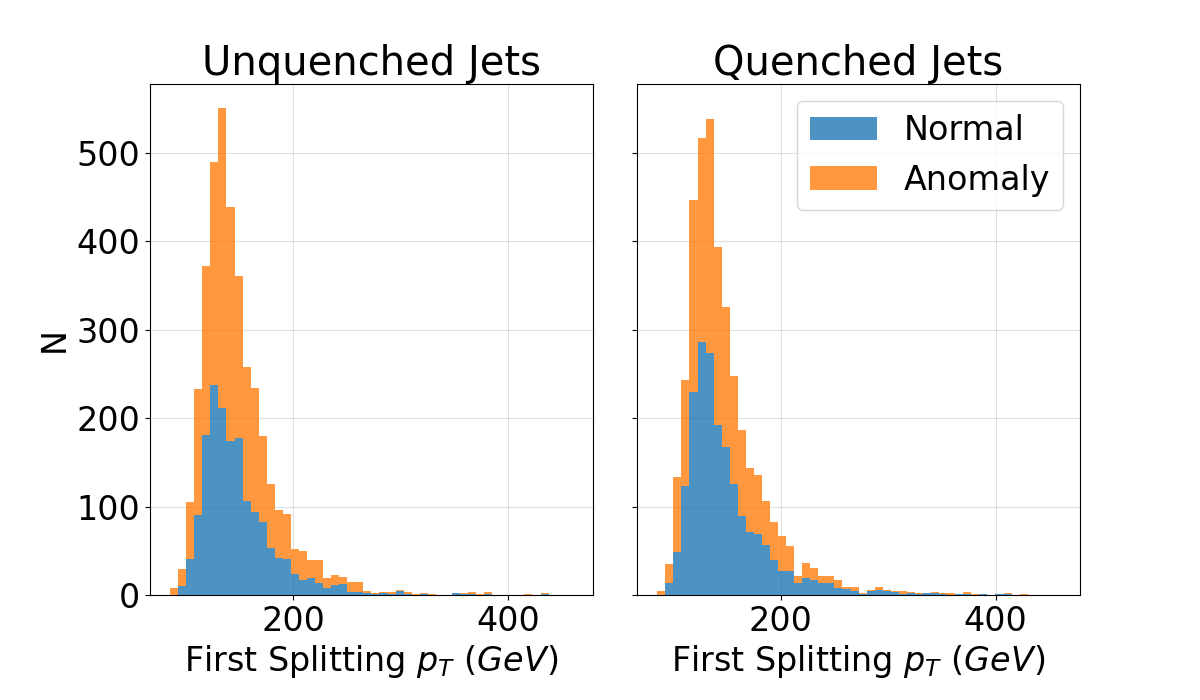 Unquenched Jets
Quenched Jets
Normal
Anomaly
N
500
400
300
200
100
0
200
400
200
400
First Splitting p_T (GeV)
First Splitting p_T (GeV)